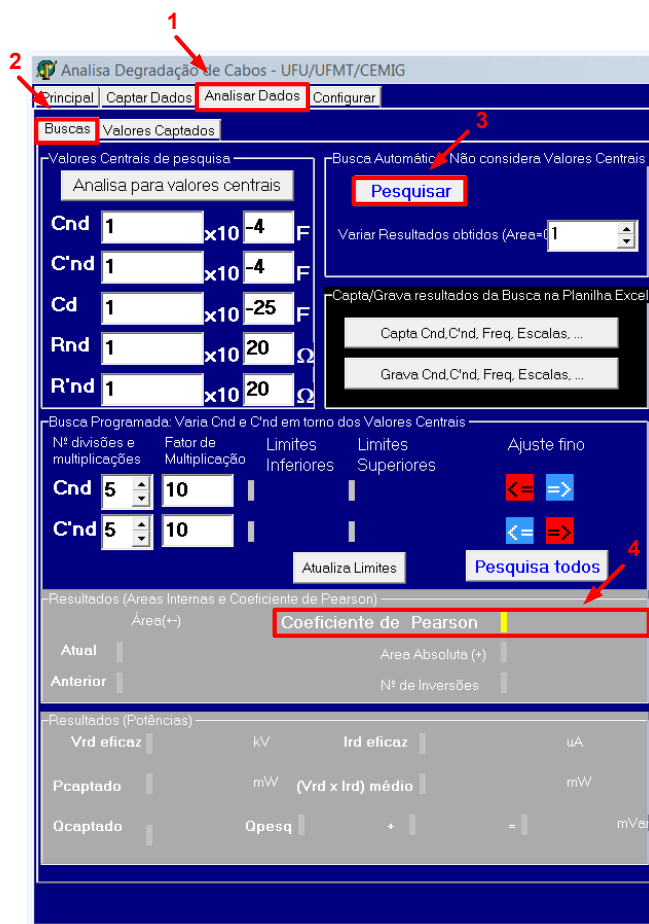 1
2
Analisa Degradação de Cabos - UFU/UFMT/CEMIG
Principal Captar Dados Analisar Dados Configurar
Buscas Valores Captados
3
Valores Centrais de pesquisa
Analisa para valores centrais
Cnd 1 x10 -4 F
C'nd 1 x10 -4 F
Cd 1 x10 -25 F
Rnd 1 x10 20 Ω
R'nd 1 x10 20 Ω
Busca Automática Não considera Valores Centrais
Pesquisar
Variar Resultados obtidos (Area=0 1
Capta/Grava resultados da Busca na Planilha Excel
Capta Cnd,C'nd, Freq, Escalas, ...
Grava Cnd,C'nd, Freq, Escalas, ...
Busca Programada: Varia Cnd e C'nd em torno dos Valores Centrais
Nº divisões e multiplicações
Fator de Multiplicação
Limites Inferiores
Limites Superiores
Ajuste fino
Cnd 5 10 <= =>
C'nd 5 10 <= =>
4
Atualiza Limites
Pesquisa todos
Resultados (Areas Internas e Coeficiente de Pearson)
Área(+-) Coeficiente de Pearson
Atual Area Absoluta (+)
Anterior Nº de Inversões
Resultados (Potências)
Vrd eficaz kV Ird eficaz uA
Pcaptado mW (Vrd x Ird) médio mW
Qcaptado Qpesq + = mVar